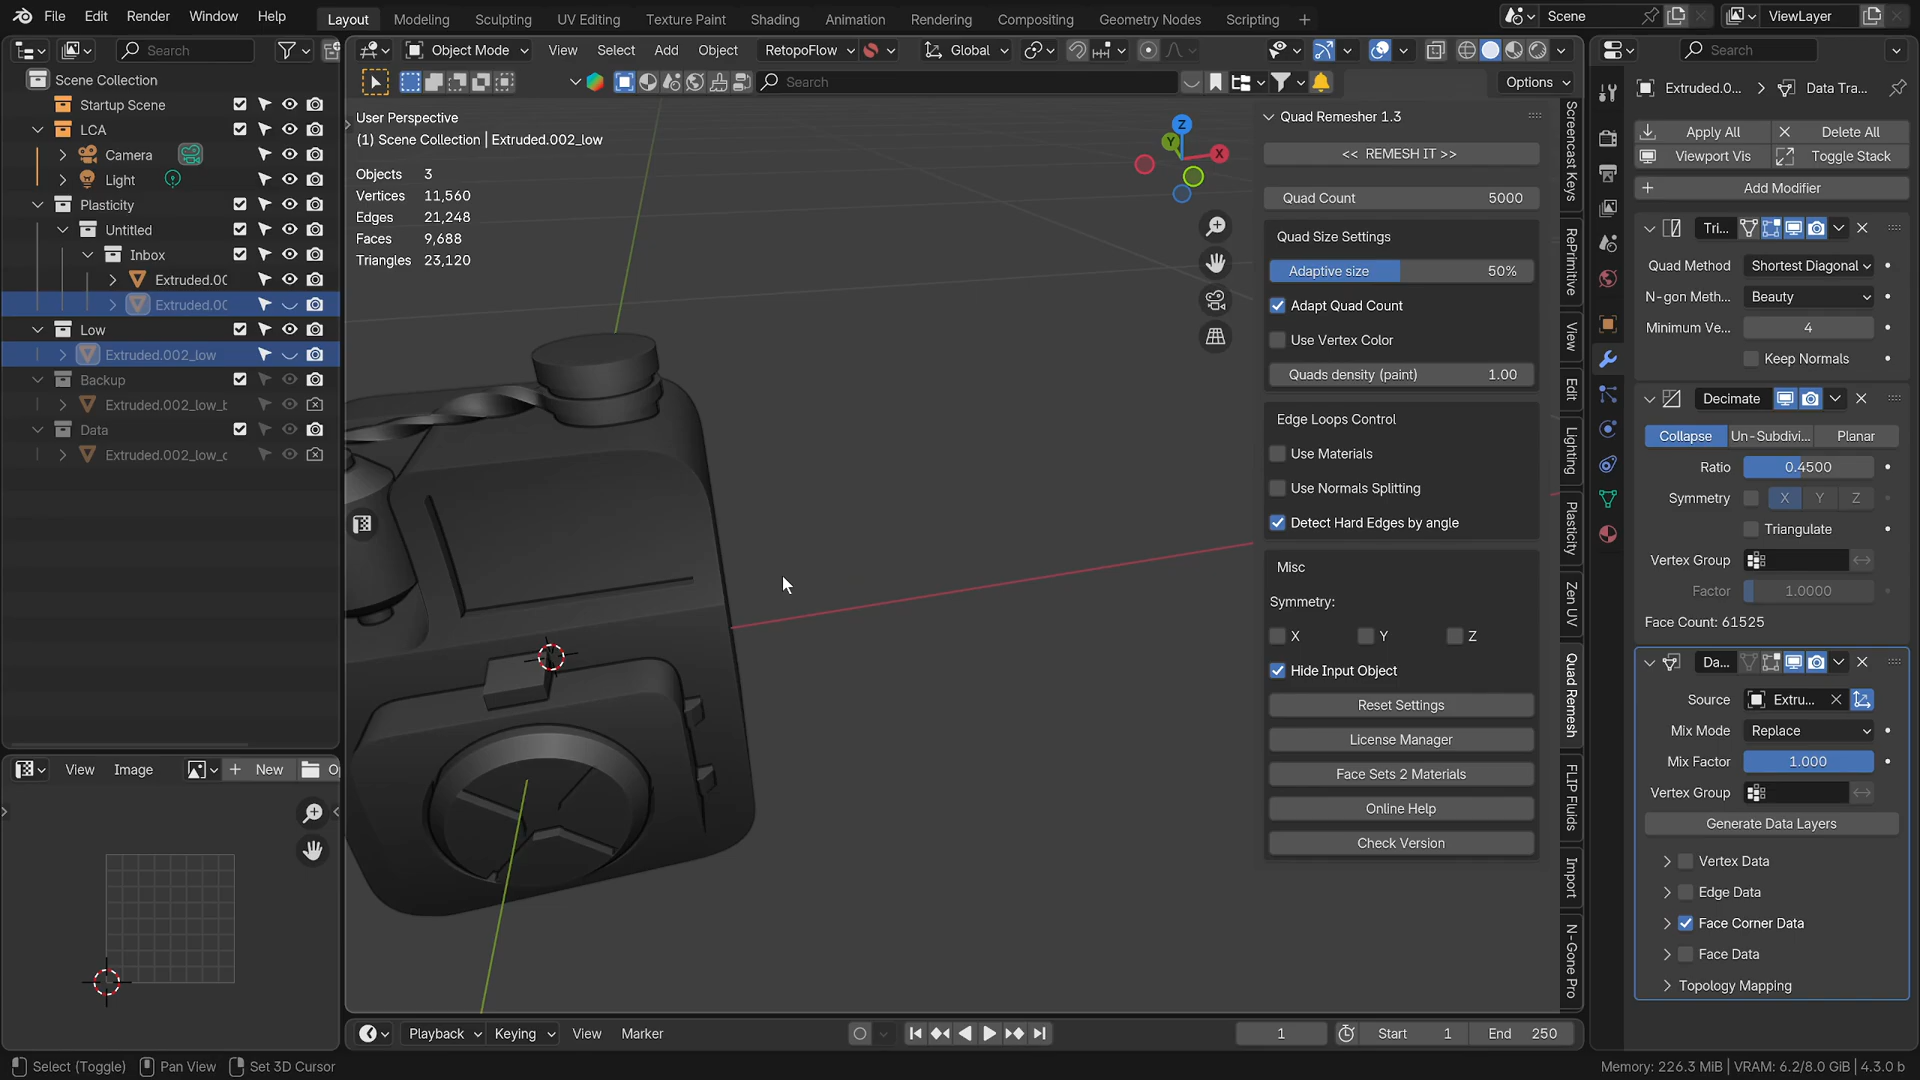 File Edit Render Window Help Layout Modeling Sculpting UV Editing Texture Paint Shading Animation Rendering Compositing Geometry Nodes Scripting + Scene ViewLayer
Search Object Mode View Select Add Object RetopoFlow Global Search
Search Options
Scene Collection
Startup Scene
LCA
Camera
Light
Plasticity
Untitled
Inbox
Extruded.00
Extruded.00
Low
Extruded.002_low
Backup
Extruded.002_low_b
Data
Extruded.002_low_c
View Image + New
User Perspective
(1) Scene Collection | Extruded.002_low
Objects 3
Vertices 11,560
Edges 21,248
Faces 9,688
Triangles 23,120
Z
Y
X
Quad Remesher 1.3
<< REMESH IT >>
Quad Count 5000
Quad Size Settings
Adaptive size 50%
Adapt Quad Count
Use Vertex Color
Quads density (paint) 1.00
Edge Loops Control
Use Materials
Use Normals Splitting
Detect Hard Edges by angle
Misc
Symmetry:
X Y Z
Hide Input Object
Reset Settings
License Manager
Face Sets 2 Materials
Online Help
Check Version
Screencast Keys
RePrimitive
View
Edit
Lighting
Plasticity
Zen UV
Quad Remesh
FLIP Fluids
Import
N-Gone Pro
Extruded.0... > Data Tra...
Apply All Delete All
Viewport Vis Toggle Stack
+ Add Modifier
Tri...
Quad Method Shortest Diagonal
N-gon Meth... Beauty
Minimum Ve... 4
Keep Normals
Decimate
Collapse Un-Subdivi... Planar
Ratio 0.4500
Symmetry X Y Z
Triangulate
Vertex Group
Factor 1.0000
Face Count: 61525
Da...
Source Extru...
Mix Mode Replace
Mix Factor 1.000
Vertex Group
Generate Data Layers
Vertex Data
Edge Data
Face Corner Data
Face Data
Topology Mapping
Playback Keying View Marker 1 Start 1 End 250
Select (Toggle) Pan View Set 3D Cursor Memory: 226.3 MiB | VRAM: 6.2/8.0 GiB | 4.3.0 b